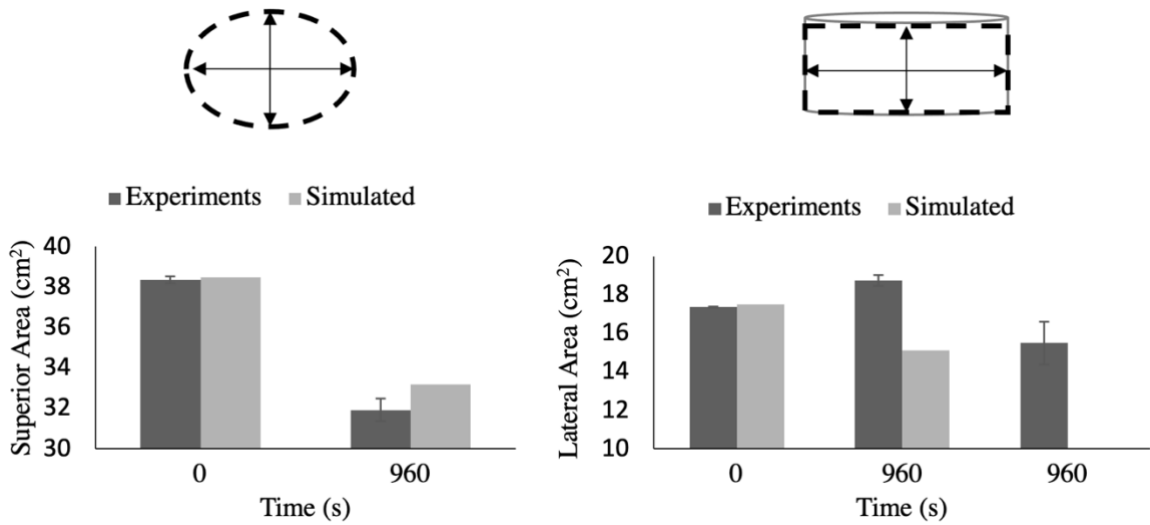 Experiments Simulated
Superior Area (cm²)
40
38
36
34
32
30
0 960
Time (s)
Experiments Simulated
Lateral Area (cm²)
20
18
16
14
12
10
0 960 960
Time (s)